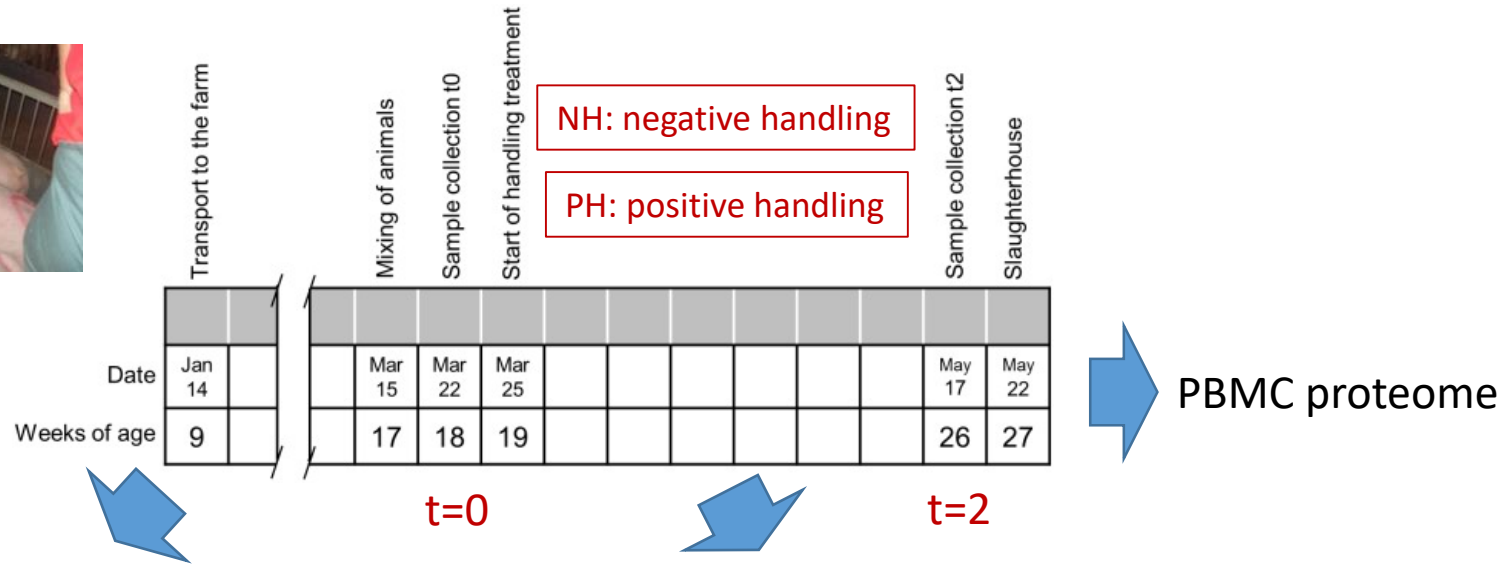 Transport to the farm
Mixing of animals
Sample collection t0
Start of handling treatment
Sample collection t2
Slaughterhouse
NH: negative handling
PH: positive handling
Date
Jan 14
Mar 15
Mar 22
Mar 25
May 17
May 22
Weeks of age
9
17
18
19
26
27
t=0
t=2
PBMC proteome